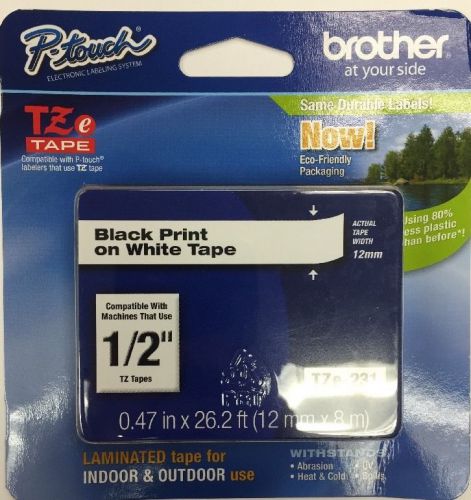 P-touch
ELECTRONIC LABELING SYSTEM
brother
at your side
TZe
TAPE
Compatible with P-touch®
labelers that use TZ tape
Same Durable Labels!
Now!
Eco-Friendly
Packaging
Using 80%
less plastic
than before*!
Black Print
on White Tape
ACTUAL
TAPE
WIDTH
12mm
Compatible With
Machines That Use
1/2"
TZ Tapes
TZe-231
0.47 in x 26.2 ft (12 mm x 8 m)
LAMINATED tape for
INDOOR & OUTDOOR use
WITHSTANDS
• Abrasion • UV
• Heat & Cold • Spills